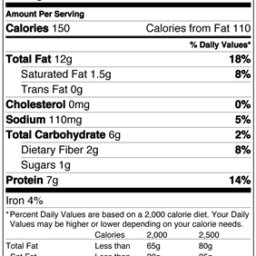 Amount Per Serving
Calories 150 Calories from Fat 110
% Daily Values*
Total Fat 12g 18%
Saturated Fat 1.5g 8%
Trans Fat 0g
Cholesterol 0mg 0%
Sodium 110mg 5%
Total Carbohydrate 6g 2%
Dietary Fiber 2g 8%
Sugars 1g
Protein 7g 14%
Iron 4%
*Percent Daily Values are based on a 2,000 calorie diet. Your Daily
Values may be higher or lower depending on your calorie needs.
Calories 2,000 2,500
Total Fat Less than 65g 80g